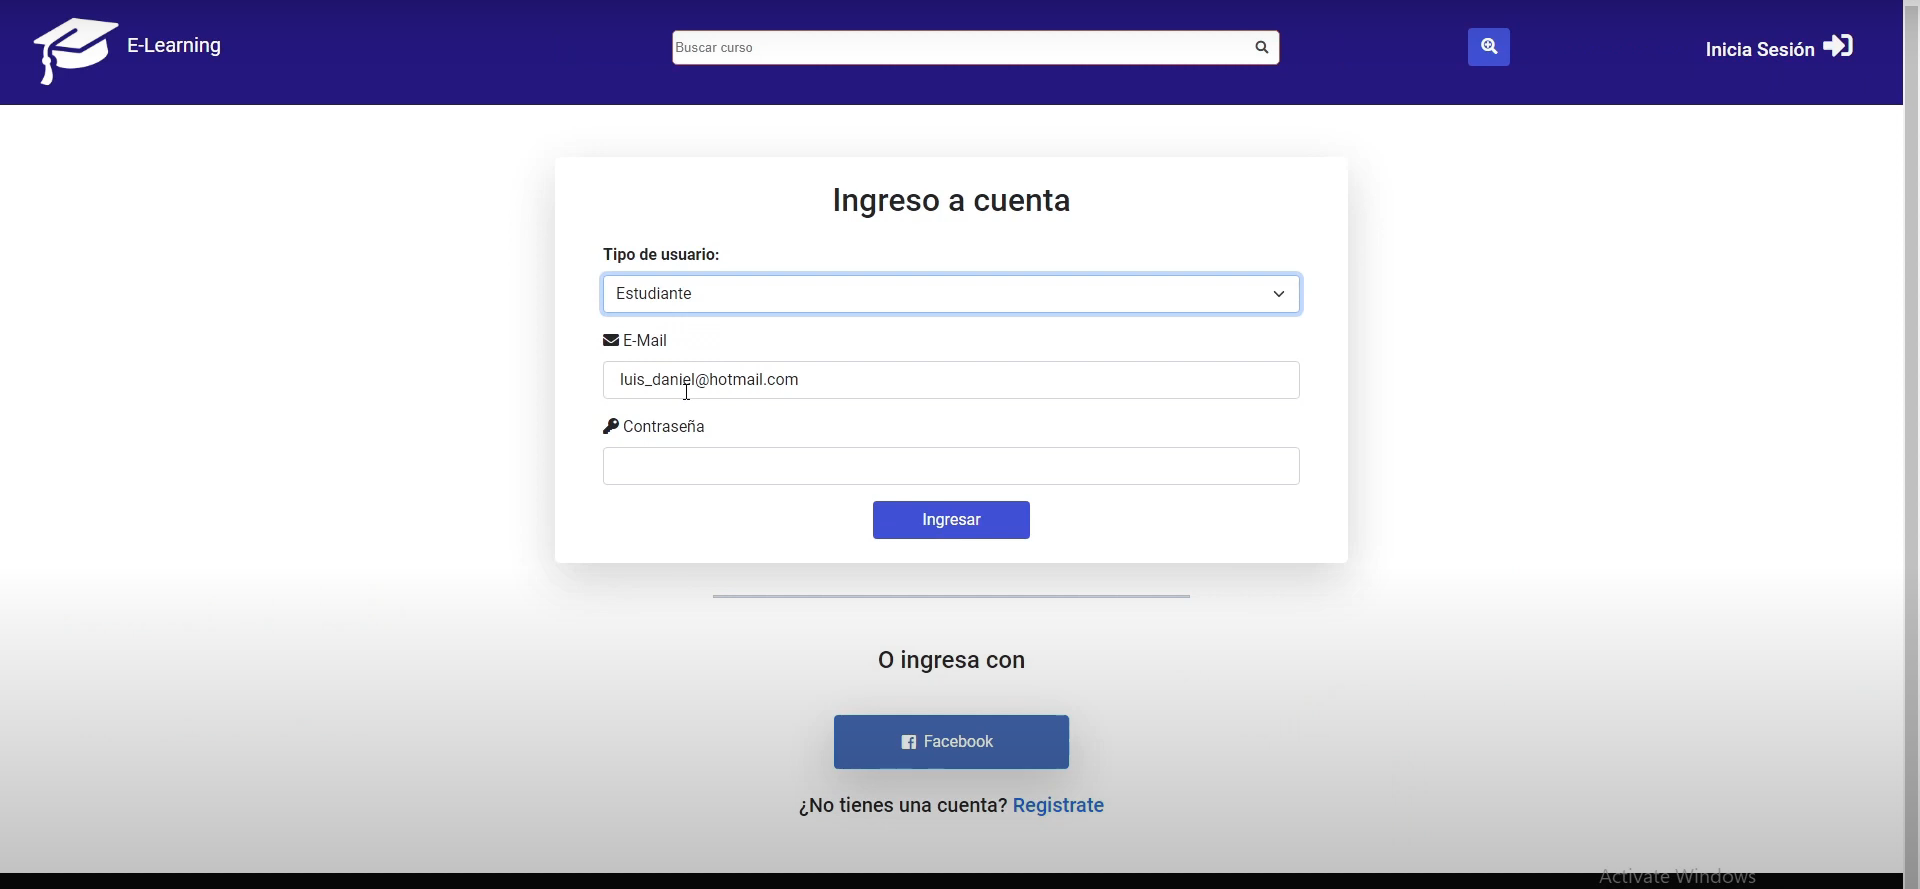 E-Learning
Buscar curso
Inicia Sesión
Ingreso a cuenta
Tipo de usuario:
Estudiante
E-Mail
luis_daniel@hotmail.com
Contraseña
Ingresar
O ingresa con
Facebook
¿No tienes una cuenta? Registrate
Activate Windows